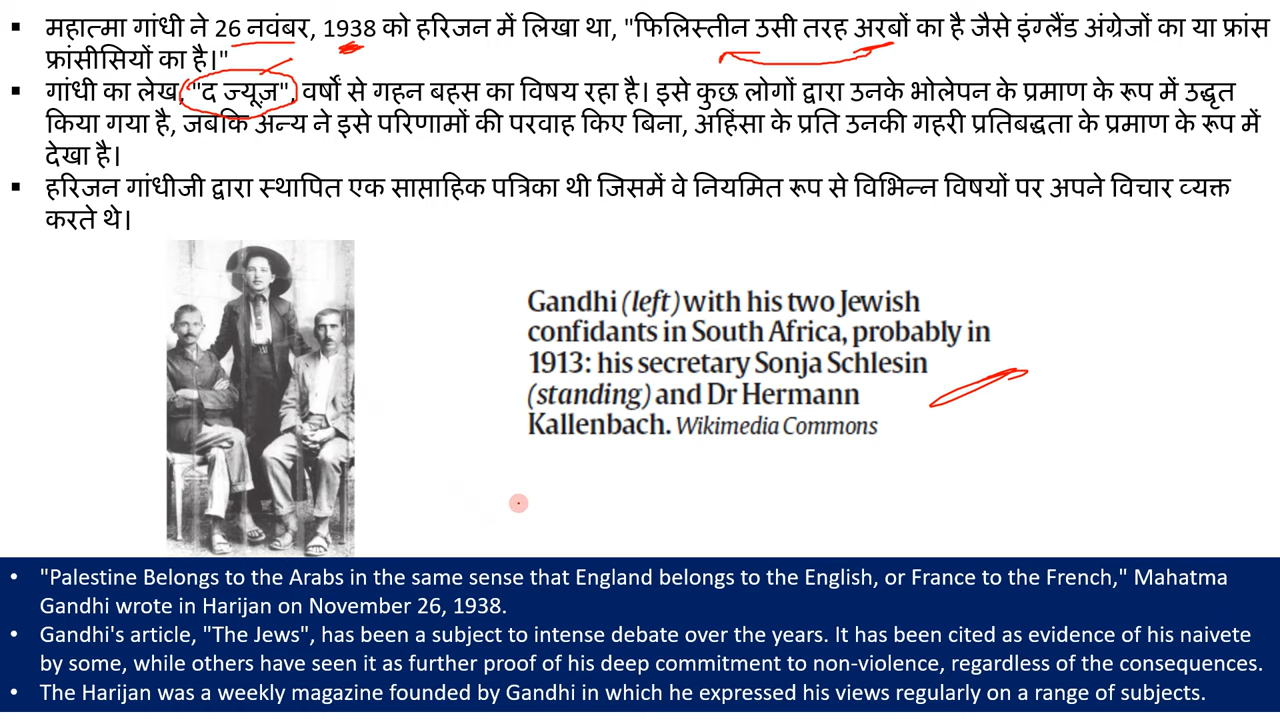 ▪ महात्मा गांधी ने 26 नवंबर, 1938 को हरिजन में लिखा था, "फिलिस्तीन उसी तरह अरबों का है जैसे इंग्लैंड अंग्रेजों का या फ्रांस
फ्रांसीसियों का है।"
▪ गांधी का लेख, "द ज्यूज़", वर्षों से गहन बहस का विषय रहा है। इसे कुछ लोगों द्वारा उनके भोलेपन के प्रमाण के रूप में उद्धृत
किया गया है, जबकि अन्य ने इसे परिणामों की परवाह किए बिना, अहिंसा के प्रति उनकी गहरी प्रतिबद्धता के प्रमाण के रूप में
देखा है।
▪ हरिजन गांधीजी द्वारा स्थापित एक साप्ताहिक पत्रिका थी जिसमें वे नियमित रूप से विभिन्न विषयों पर अपने विचार व्यक्त
करते थे।
Gandhi (left) with his two Jewish
confidants in South Africa, probably in
1913: his secretary Sonja Schlesin
(standing) and Dr Hermann
Kallenbach. Wikimedia Commons
• "Palestine Belongs to the Arabs in the same sense that England belongs to the English, or France to the French," Mahatma
Gandhi wrote in Harijan on November 26, 1938.
• Gandhi's article, "The Jews", has been a subject to intense debate over the years. It has been cited as evidence of his naivete
by some, while others have seen it as further proof of his deep commitment to non-violence, regardless of the consequences.
• The Harijan was a weekly magazine founded by Gandhi in which he expressed his views regularly on a range of subjects.